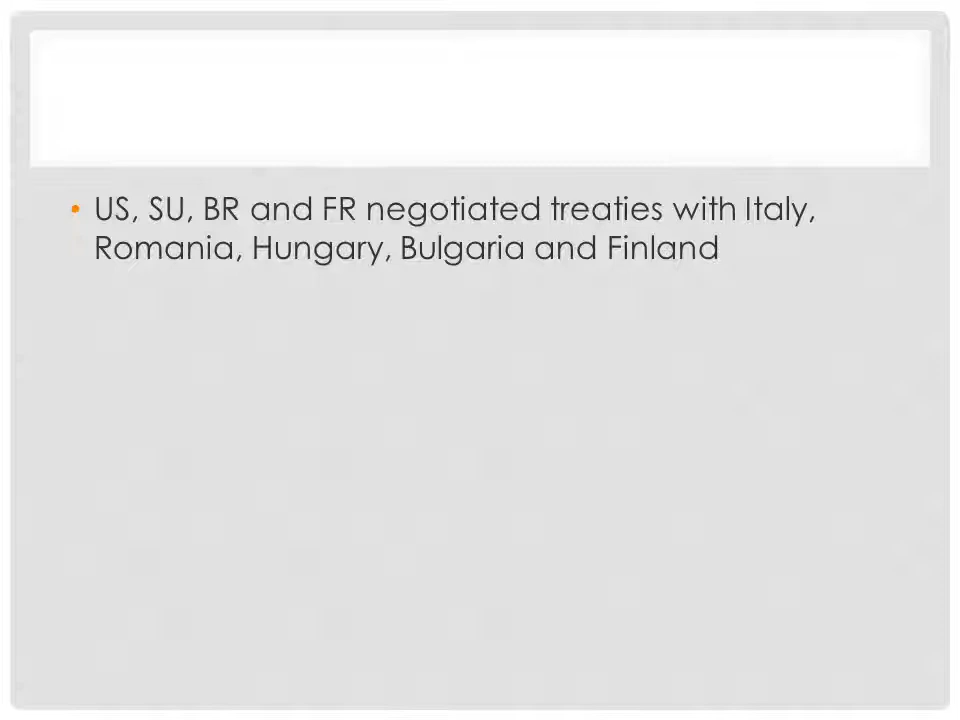 • US, SU, BR and FR negotiated treaties with Italy,
Romania, Hungary, Bulgaria and Finland